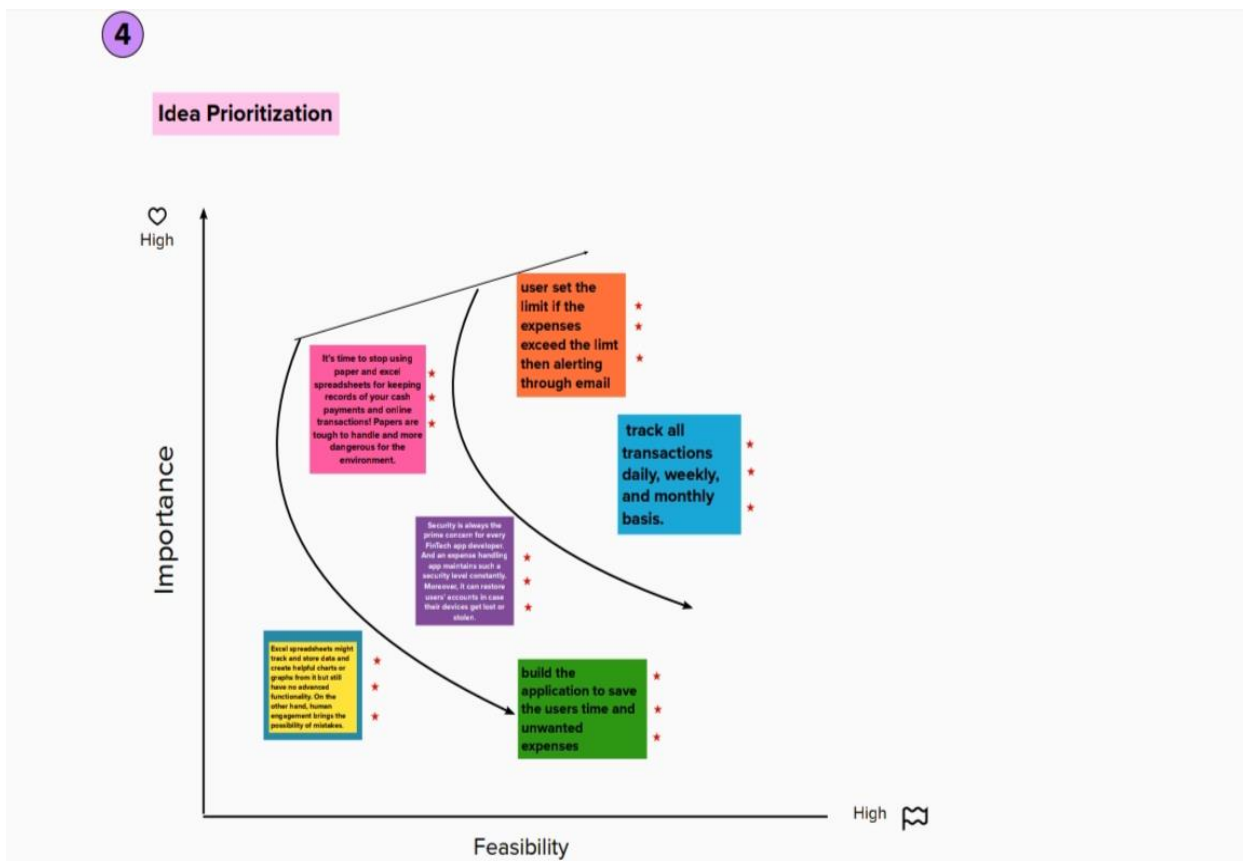 4
Idea Prioritization
High
user set the
limit if the
expenses
exceed the limt
then alerting
through email
It's time to stop using
paper and excel
spreadsheets for keeping
records of your cash
payments and online
transactions! Papers are
tough to handle and more
dangerous for the
environment.
track all
transactions
daily, weekly,
and monthly
basis.
Importance
Security is always the
prime concern for every
FinTech app developer.
And an expense handling
app maintains such a
security level constantly.
Moreover, it can restore
users' accounts in case
their devices get lost or
stolen.
Excel spreadsheets might
track and store data and
create helpful charts or
graphs from it but still
have no advanced
functionality. On the
other hand, human
engagement brings the
possibility of mistakes.
build the
application to save
the users time and
unwanted
expenses
High
Feasibility